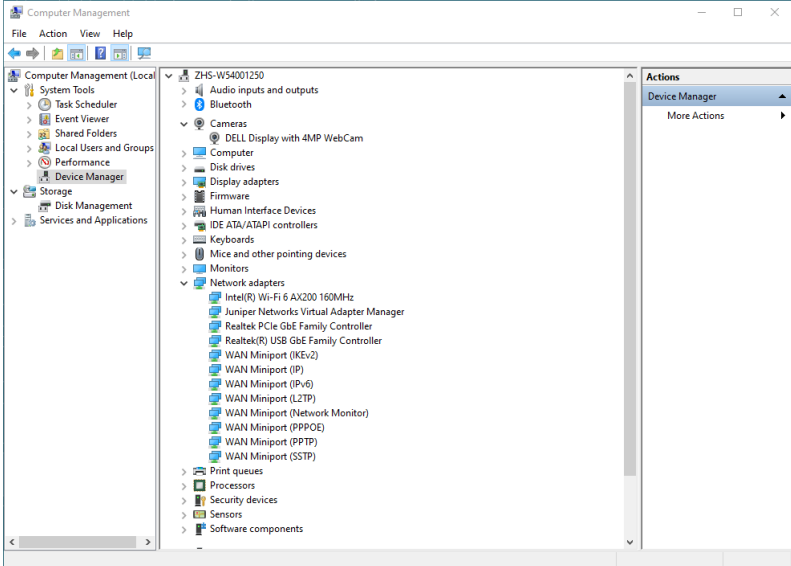 Computer Management
File Action View Help
Computer Management (Local
System Tools
Task Scheduler
Event Viewer
Shared Folders
Local Users and Groups
Performance
Device Manager
Storage
Disk Management
Services and Applications
ZHS-W54001250
Audio inputs and outputs
Bluetooth
Cameras
DELL Display with 4MP WebCam
Computer
Disk drives
Display adapters
Firmware
Human Interface Devices
IDE ATA/ATAPI controllers
Keyboards
Mice and other pointing devices
Monitors
Network adapters
Intel(R) Wi-Fi 6 AX200 160MHz
Juniper Networks Virtual Adapter Manager
Realtek PCIe GbE Family Controller
Realtek(R) USB GbE Family Controller
WAN Miniport (IKEv2)
WAN Miniport (IP)
WAN Miniport (IPv6)
WAN Miniport (L2TP)
WAN Miniport (Network Monitor)
WAN Miniport (PPPOE)
WAN Miniport (PPTP)
WAN Miniport (SSTP)
Print queues
Processors
Security devices
Sensors
Software components
Actions
Device Manager
More Actions